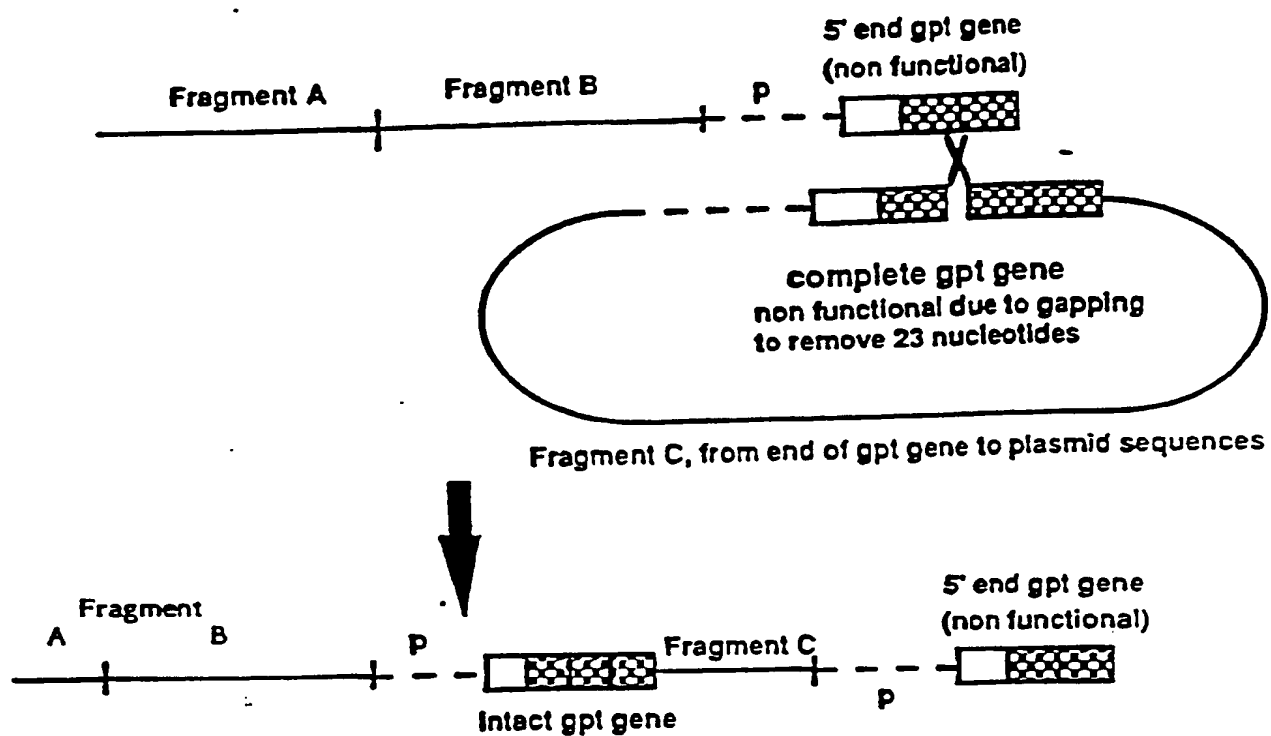 5' end gpt gene
(non functional)
Fragment A
Fragment B
p
complete gpt gene
non functional due to gapping
to remove 23 nucleotides
Fragment C, from end of gpt gene to plasmid sequences
Fragment
A
B
p
Fragment C
p
5' end gpt gene
(non functional)
Intact gpt gene